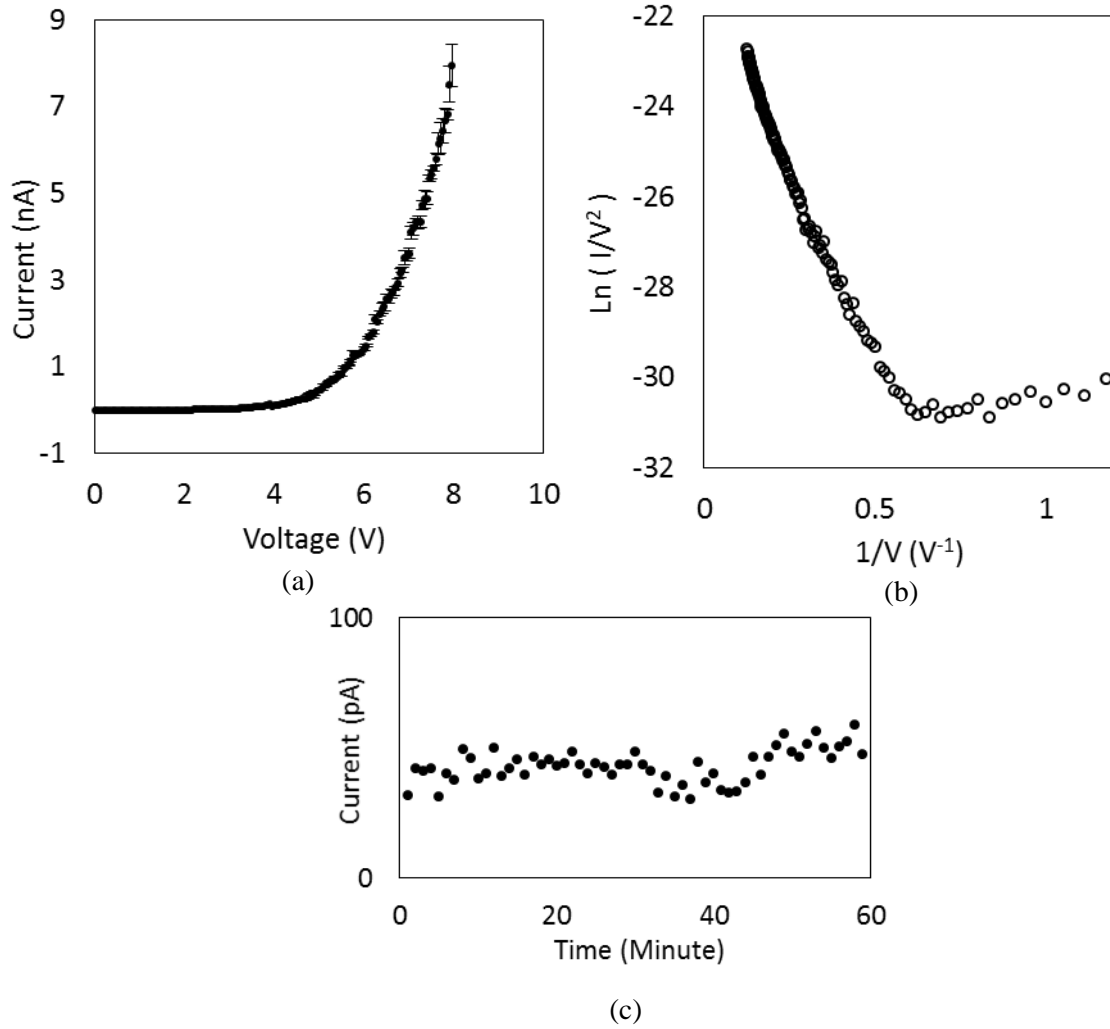 9
7
5
3
1
-1
Current (nA)
0 2 4 6 8 10
Voltage (V)
(a)
-22
-24
-26
-28
-30
-32
Ln ( I/V²)
0 0.5 1
1/V (V⁻¹)
(b)
100
0
Current (pA)
0 20 40 60
Time (Minute)
(c)